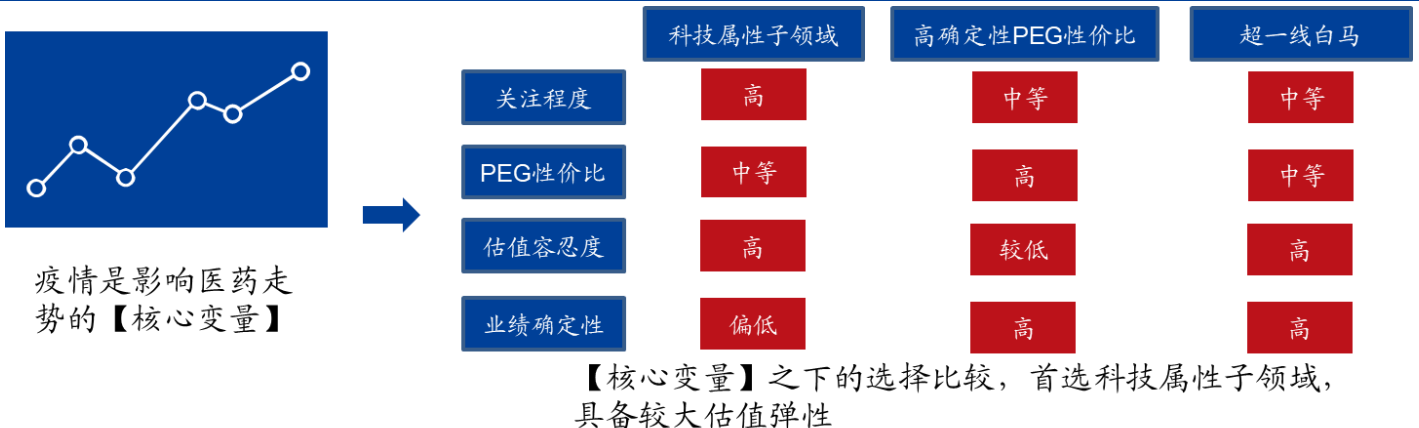 科技属性子领域 高确定性PEG性价比 超一线白马
关注程度 高 中等 中等
PEG性价比 中等 高 中等
估值容忍度 高 较低 高
业绩确定性 偏低 高 高
疫情是影响医药走
势的【核心变量】
【核心变量】之下的选择比较，首选科技属性子领域，
具备较大估值弹性